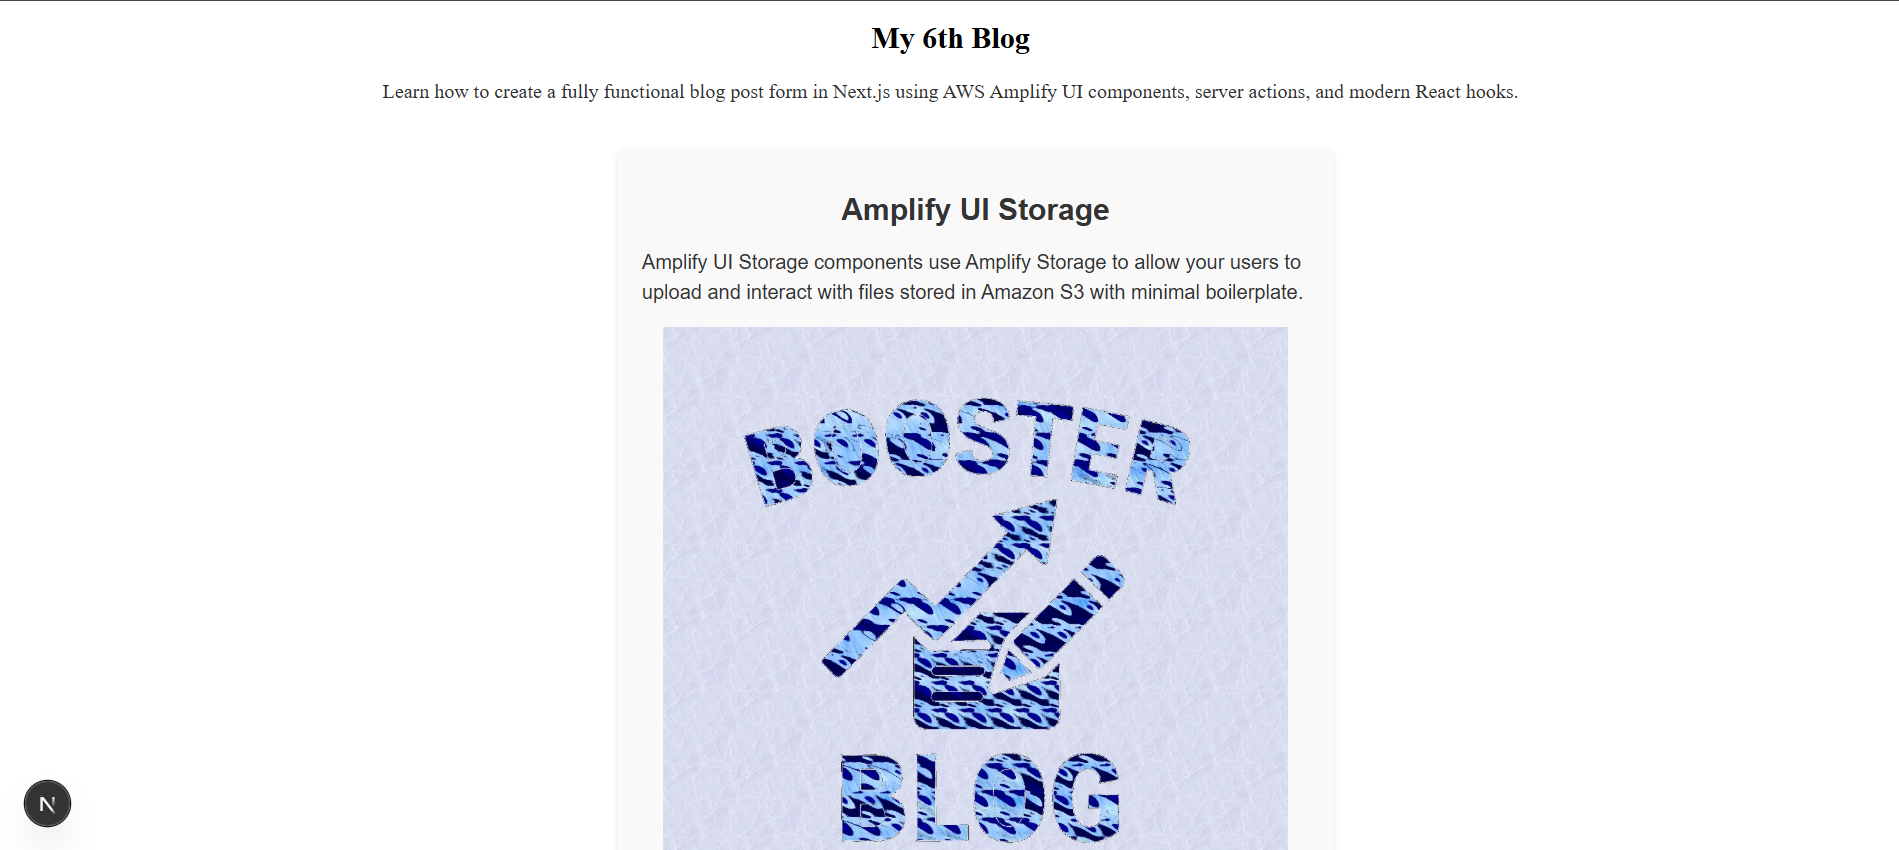 My 6th Blog
Learn how to create a fully functional blog post form in Next.js using AWS Amplify UI components, server actions, and modern React hooks.
Amplify UI Storage
Amplify UI Storage components use Amplify Storage to allow your users to
upload and interact with files stored in Amazon S3 with minimal boilerplate.
BOOSTER
BLOG
N